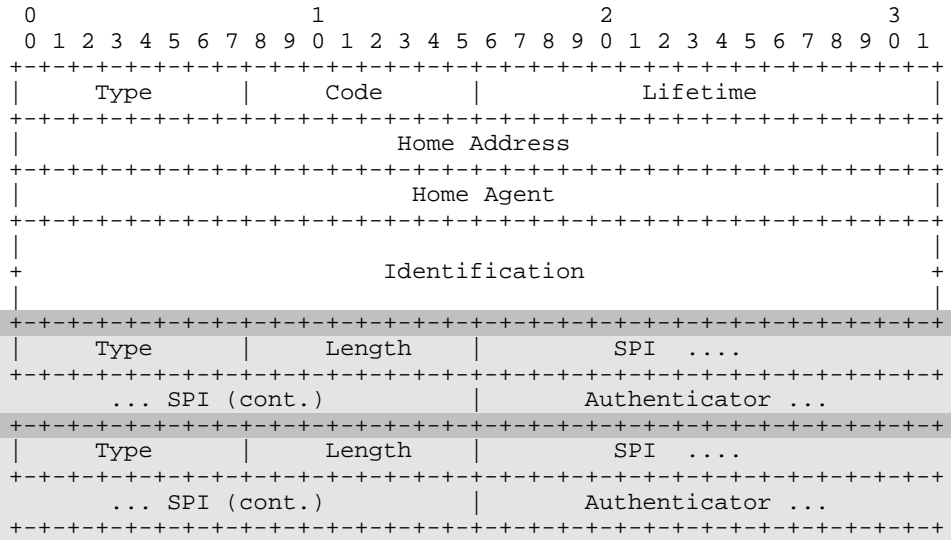 0                   1                   2                   3
 0 1 2 3 4 5 6 7 8 9 0 1 2 3 4 5 6 7 8 9 0 1 2 3 4 5 6 7 8 9 0 1
+-+-+-+-+-+-+-+-+-+-+-+-+-+-+-+-+-+-+-+-+-+-+-+-+-+-+-+-+-+-+-+-+
|     Type      |     Code      |           Lifetime            |
+-+-+-+-+-+-+-+-+-+-+-+-+-+-+-+-+-+-+-+-+-+-+-+-+-+-+-+-+-+-+-+-+
|                          Home Address                         |
+-+-+-+-+-+-+-+-+-+-+-+-+-+-+-+-+-+-+-+-+-+-+-+-+-+-+-+-+-+-+-+-+
|                           Home Agent                          |
+-+-+-+-+-+-+-+-+-+-+-+-+-+-+-+-+-+-+-+-+-+-+-+-+-+-+-+-+-+-+-+-+
|                                                               |
+                         Identification                        +
|                                                               |
+-+-+-+-+-+-+-+-+-+-+-+-+-+-+-+-+-+-+-+-+-+-+-+-+-+-+-+-+-+-+-+-+
|     Type      |     Length    |         SPI  ....
+-+-+-+-+-+-+-+-+-+-+-+-+-+-+-+-+-+-+-+-+-+-+-+-+-+-+-+-+-+-+-+-+
       ... SPI (cont.)          |       Authenticator ...
+-+-+-+-+-+-+-+-+-+-+-+-+-+-+-+-+-+-+-+-+-+-+-+-+-+-+-+-+-+-+-+-+
|     Type      |     Length    |         SPI  ....
+-+-+-+-+-+-+-+-+-+-+-+-+-+-+-+-+-+-+-+-+-+-+-+-+-+-+-+-+-+-+-+-+
       ... SPI (cont.)          |       Authenticator ...
+-+-+-+-+-+-+-+-+-+-+-+-+-+-+-+-+-+-+-+-+-+-+-+-+-+-+-+-+-+-+-+-+